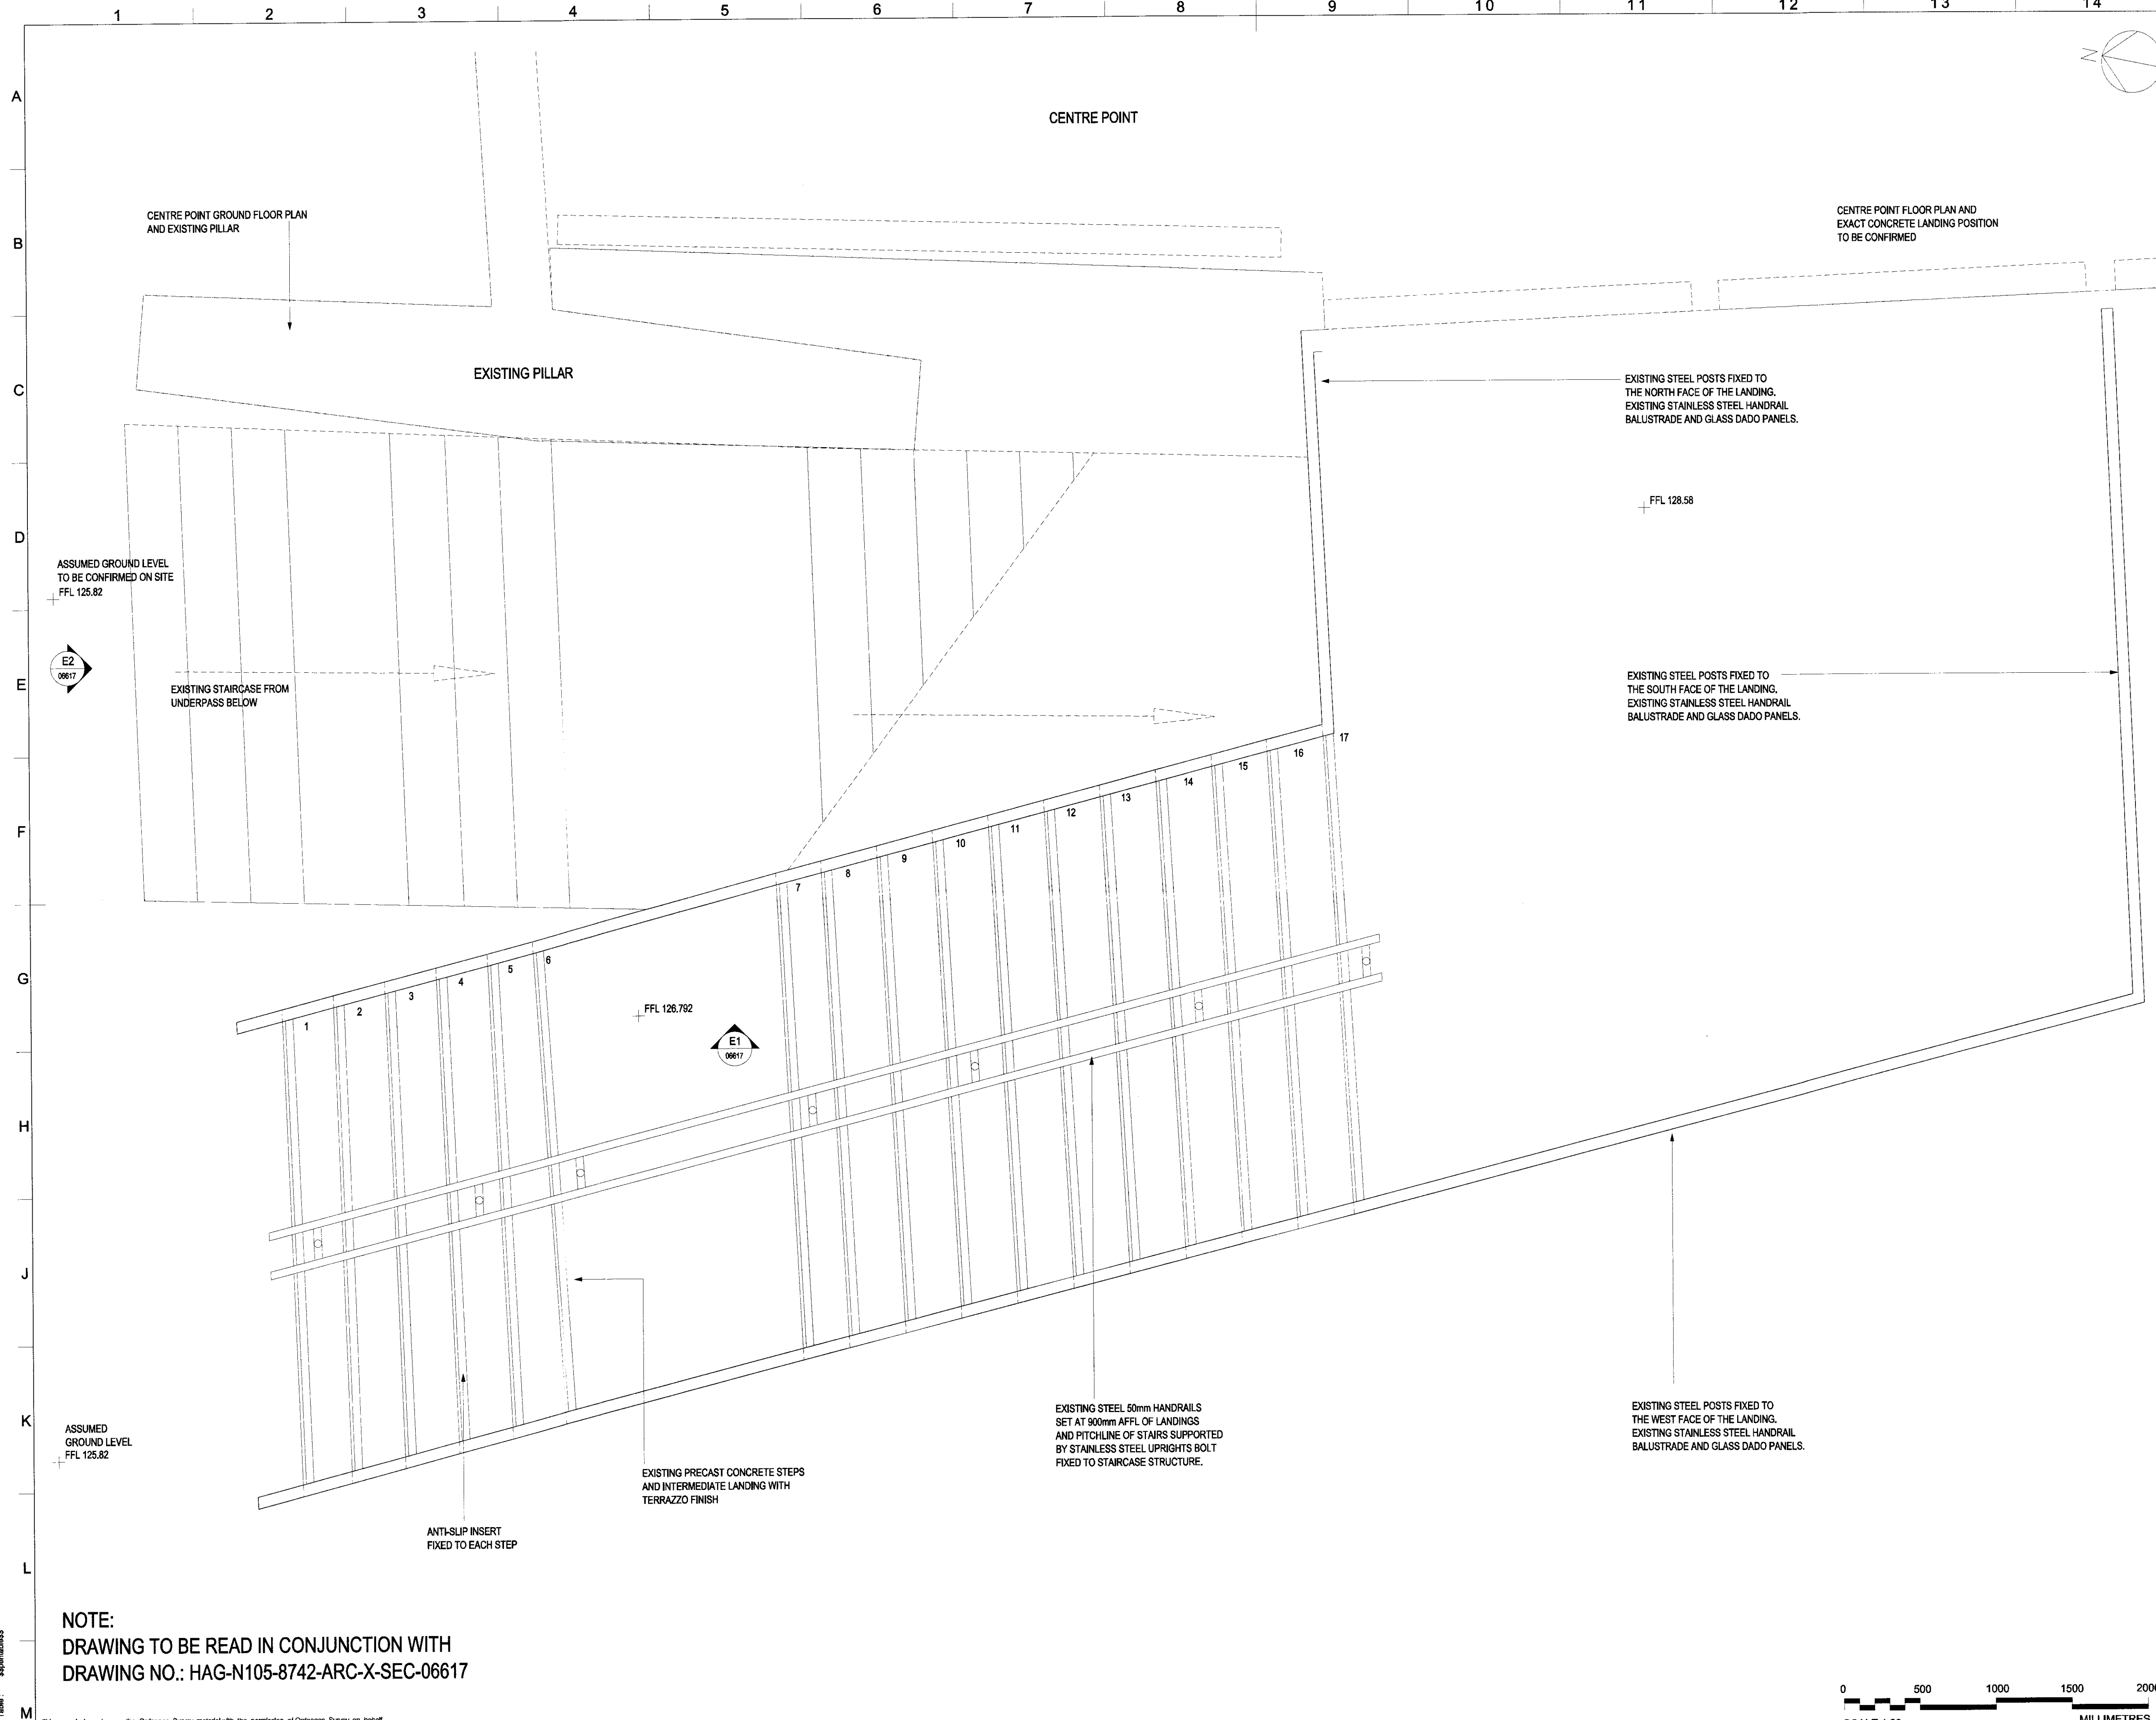 1 2 3 4 5 6 7 8 9 10 11 12 13 14
N
A
CENTRE POINT
CENTRE POINT GROUND FLOOR PLAN
AND EXISTING PILLAR
CENTRE POINT FLOOR PLAN AND
EXACT CONCRETE LANDING POSITION
TO BE CONFIRMED
B
EXISTING PILLAR
EXISTING STEEL POSTS FIXED TO
THE NORTH FACE OF THE LANDING.
EXISTING STAINLESS STEEL HANDRAIL
BALUSTRADE AND GLASS DADO PANELS.
C
FFL 128.58
D
ASSUMED GROUND LEVEL
TO BE CONFIRMED ON SITE
FFL 125.82
E2
06617
E
EXISTING STAIRCASE FROM
UNDERPASS BELOW
EXISTING STEEL POSTS FIXED TO
THE SOUTH FACE OF THE LANDING.
EXISTING STAINLESS STEEL HANDRAIL
BALUSTRADE AND GLASS DADO PANELS.
17
16
15
14
13
12
11
10
9
8
7
F
6
5
4
3
2
1
G
FFL 126.792
E1
06617
H
J
EXISTING STEEL 50mm HANDRAILS
SET AT 900mm AFFL OF LANDINGS
AND PITCHLINE OF STAIRS SUPPORTED
BY STAINLESS STEEL UPRIGHTS BOLT
FIXED TO STAIRCASE STRUCTURE.
EXISTING STEEL POSTS FIXED TO
THE WEST FACE OF THE LANDING.
EXISTING STAINLESS STEEL HANDRAIL
BALUSTRADE AND GLASS DADO PANELS.
K
ASSUMED
GROUND LEVEL
FFL 125.82
EXISTING PRECAST CONCRETE STEPS
AND INTERMEDIATE LANDING WITH
TERRAZZO FINISH
ANTI-SLIP INSERT
FIXED TO EACH STEP
L
NOTE:
DRAWING TO BE READ IN CONJUNCTION WITH
DRAWING NO.: HAG-N105-8742-ARC-X-SEC-06617
M
0 500 1000 1500
MILLIMETRES